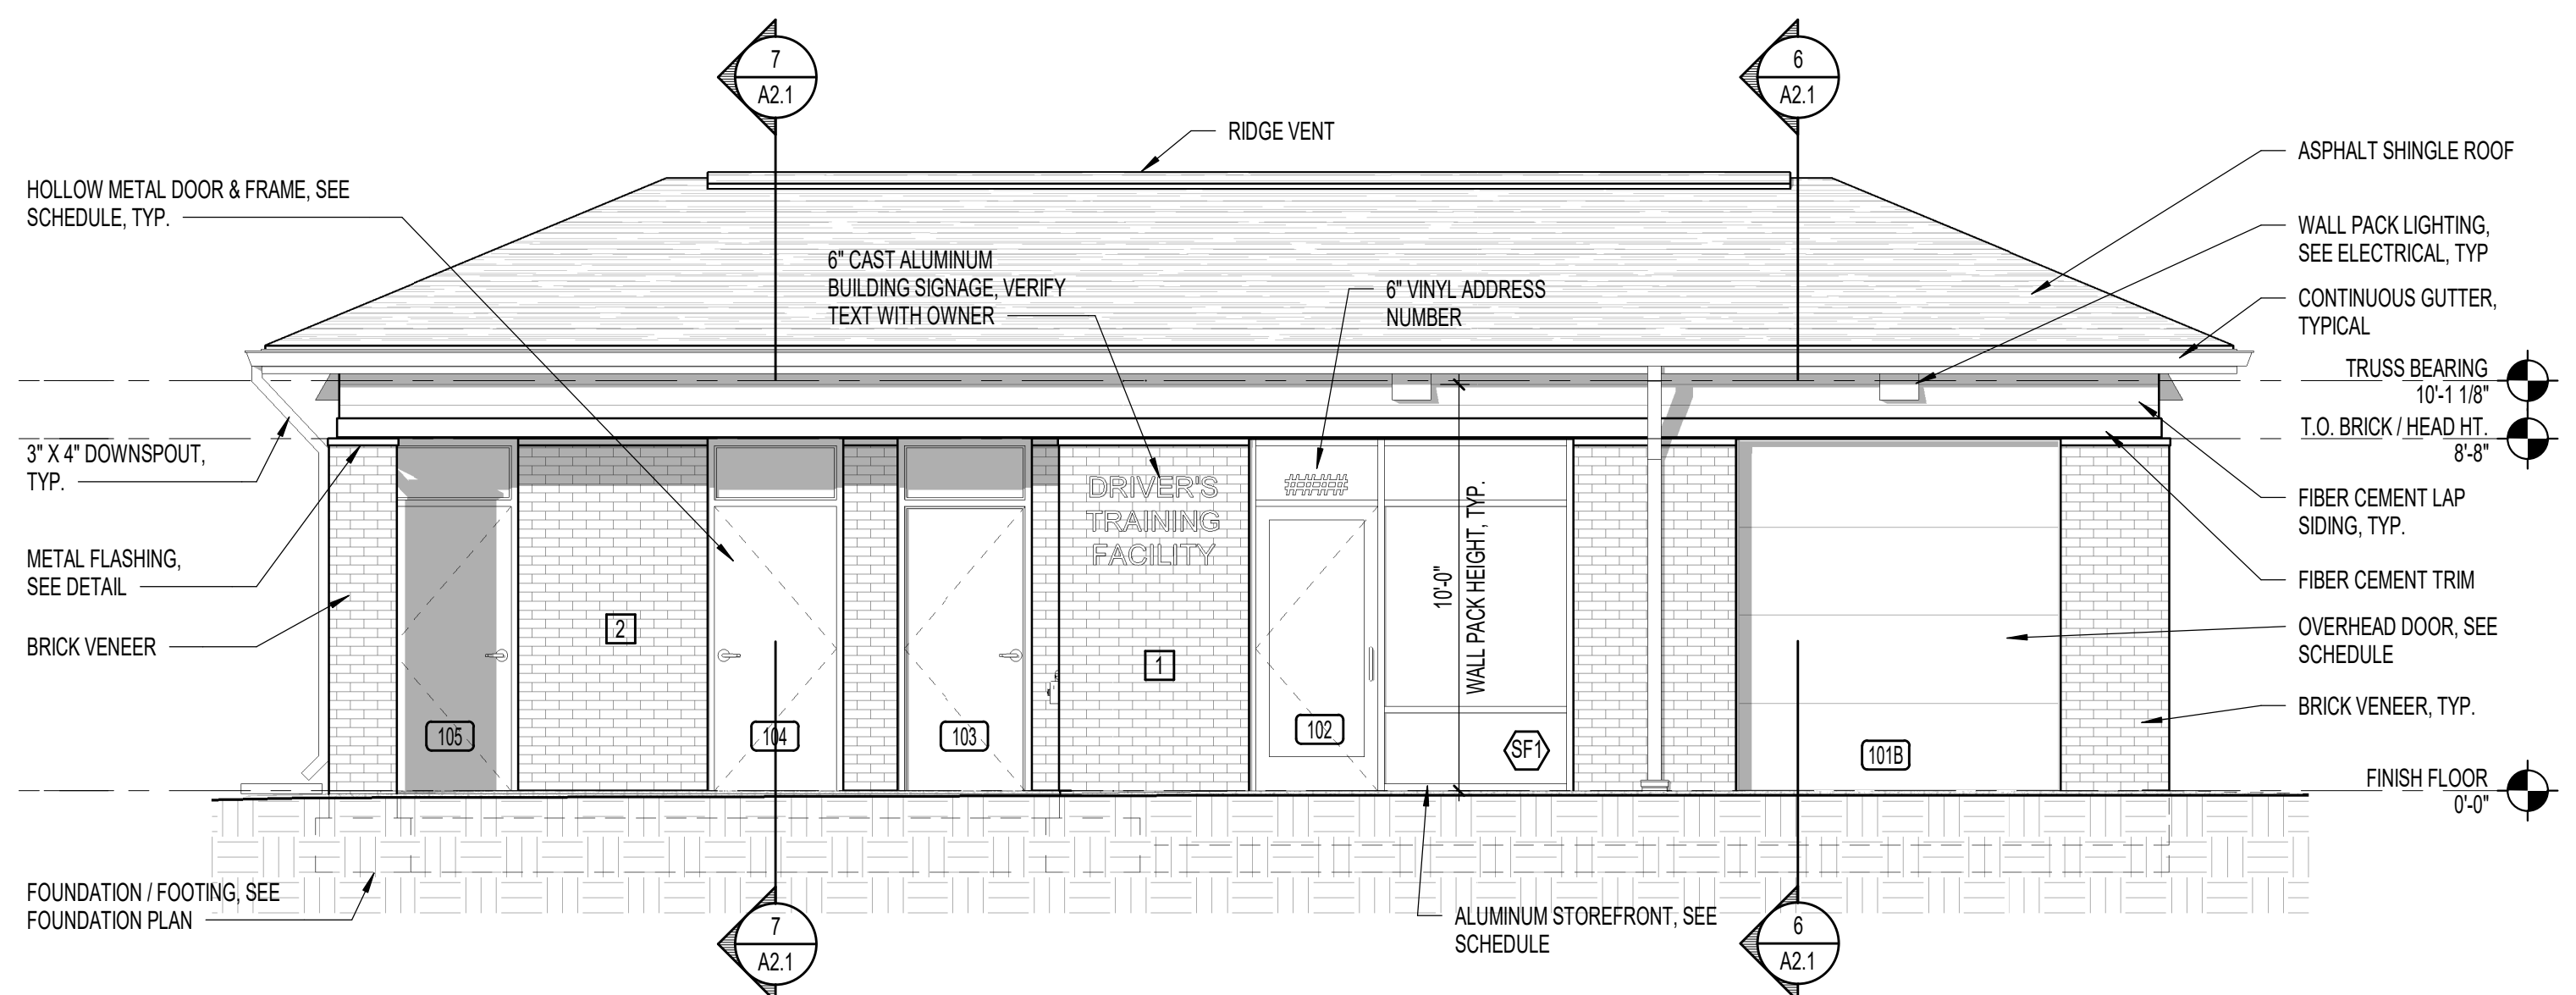 7
A2.1
6
A2.1
RIDGE VENT
ASPHALT SHINGLE ROOF
HOLLOW METAL DOOR & FRAME, SEE
SCHEDULE, TYP.
WALL PACK LIGHTING,
SEE ELECTRICAL, TYP
6" CAST ALUMINUM
BUILDING SIGNAGE, VERIFY
TEXT WITH OWNER
6" VINYL ADDRESS
NUMBER
CONTINUOUS GUTTER,
TYPICAL
TRUSS BEARING
10'-1 1/8"
T.O. BRICK / HEAD HT.
8'-8"
3" X 4" DOWNSPOUT,
TYP.
DRIVER'S
TRAINING
FACILITY
######
FIBER CEMENT LAP
SIDING, TYP.
METAL FLASHING,
SEE DETAIL
FIBER CEMENT TRIM
10'-0"
WALL PACK HEIGHT, TYP.
BRICK VENEER
2
1
OVERHEAD DOOR, SEE
SCHEDULE
BRICK VENEER, TYP.
105
104
103
102
SF1
101B
FINISH FLOOR
0'-0"
FOUNDATION / FOOTING, SEE
FOUNDATION PLAN
ALUMINUM STOREFRONT, SEE
SCHEDULE
7
A2.1
6
A2.1